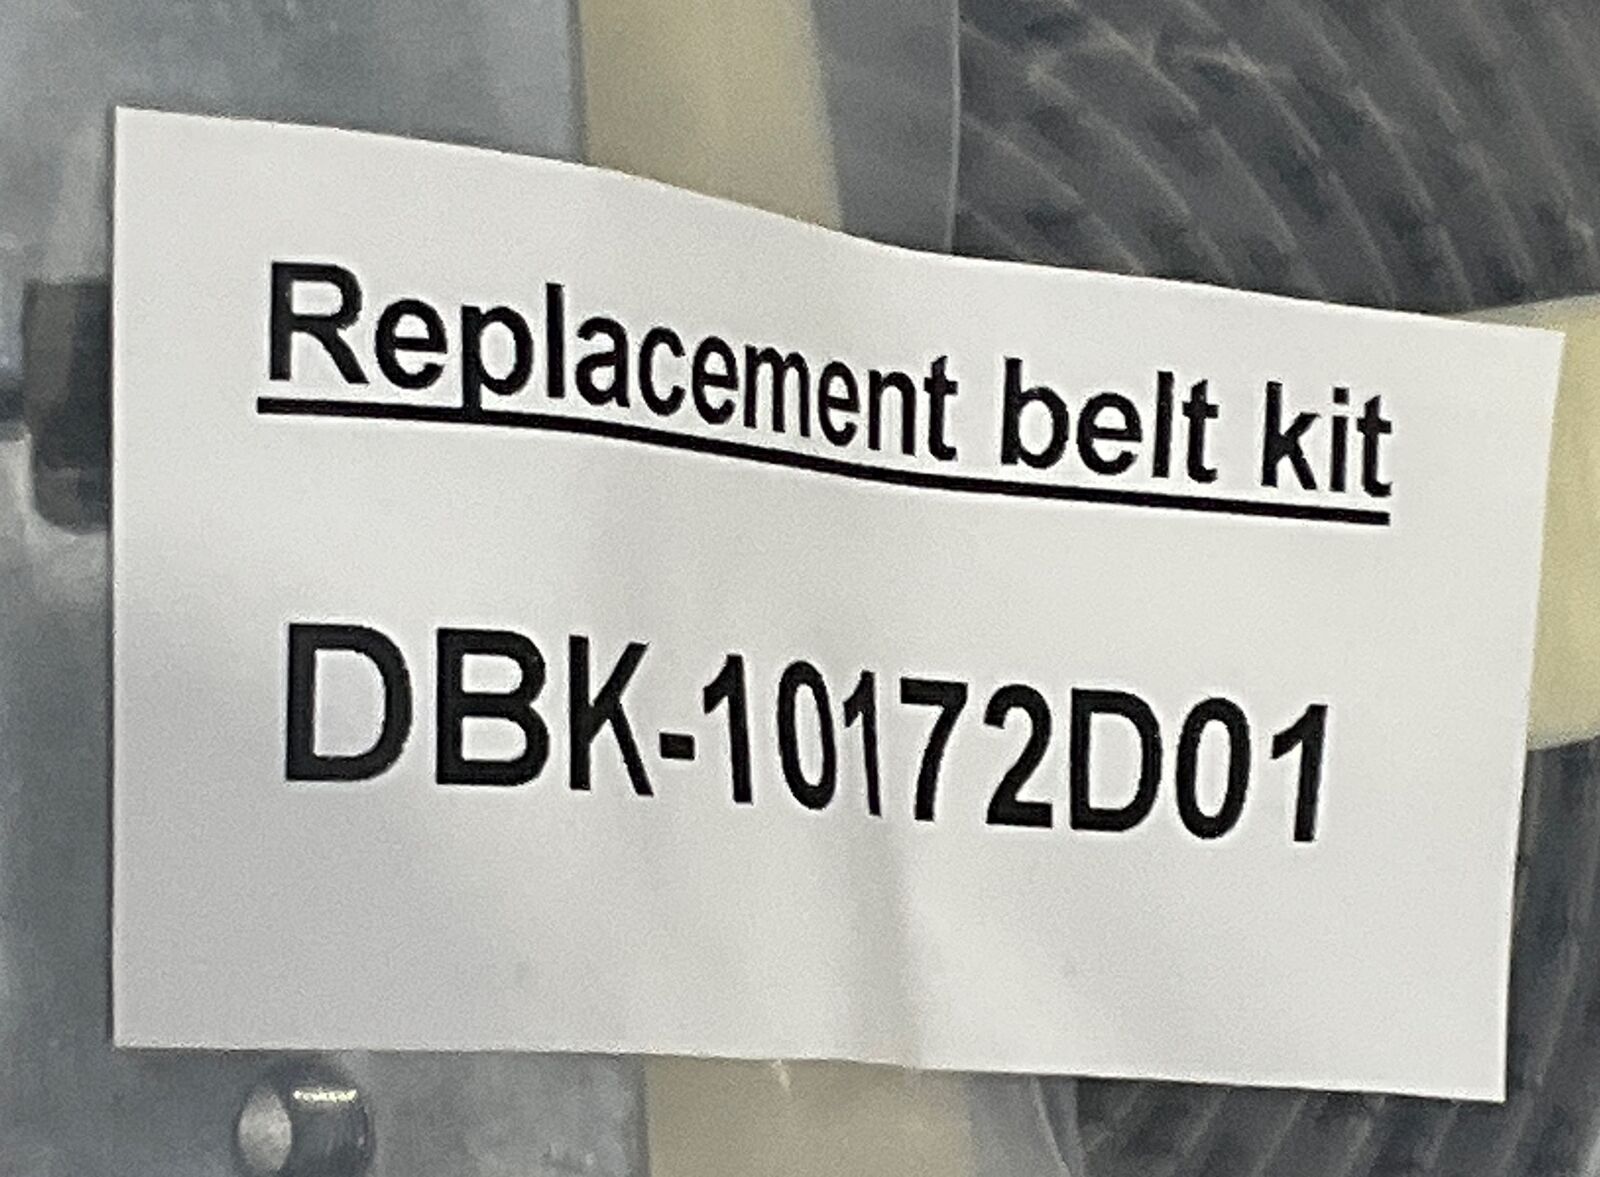 Replacement belt kit
DBK-10172D01